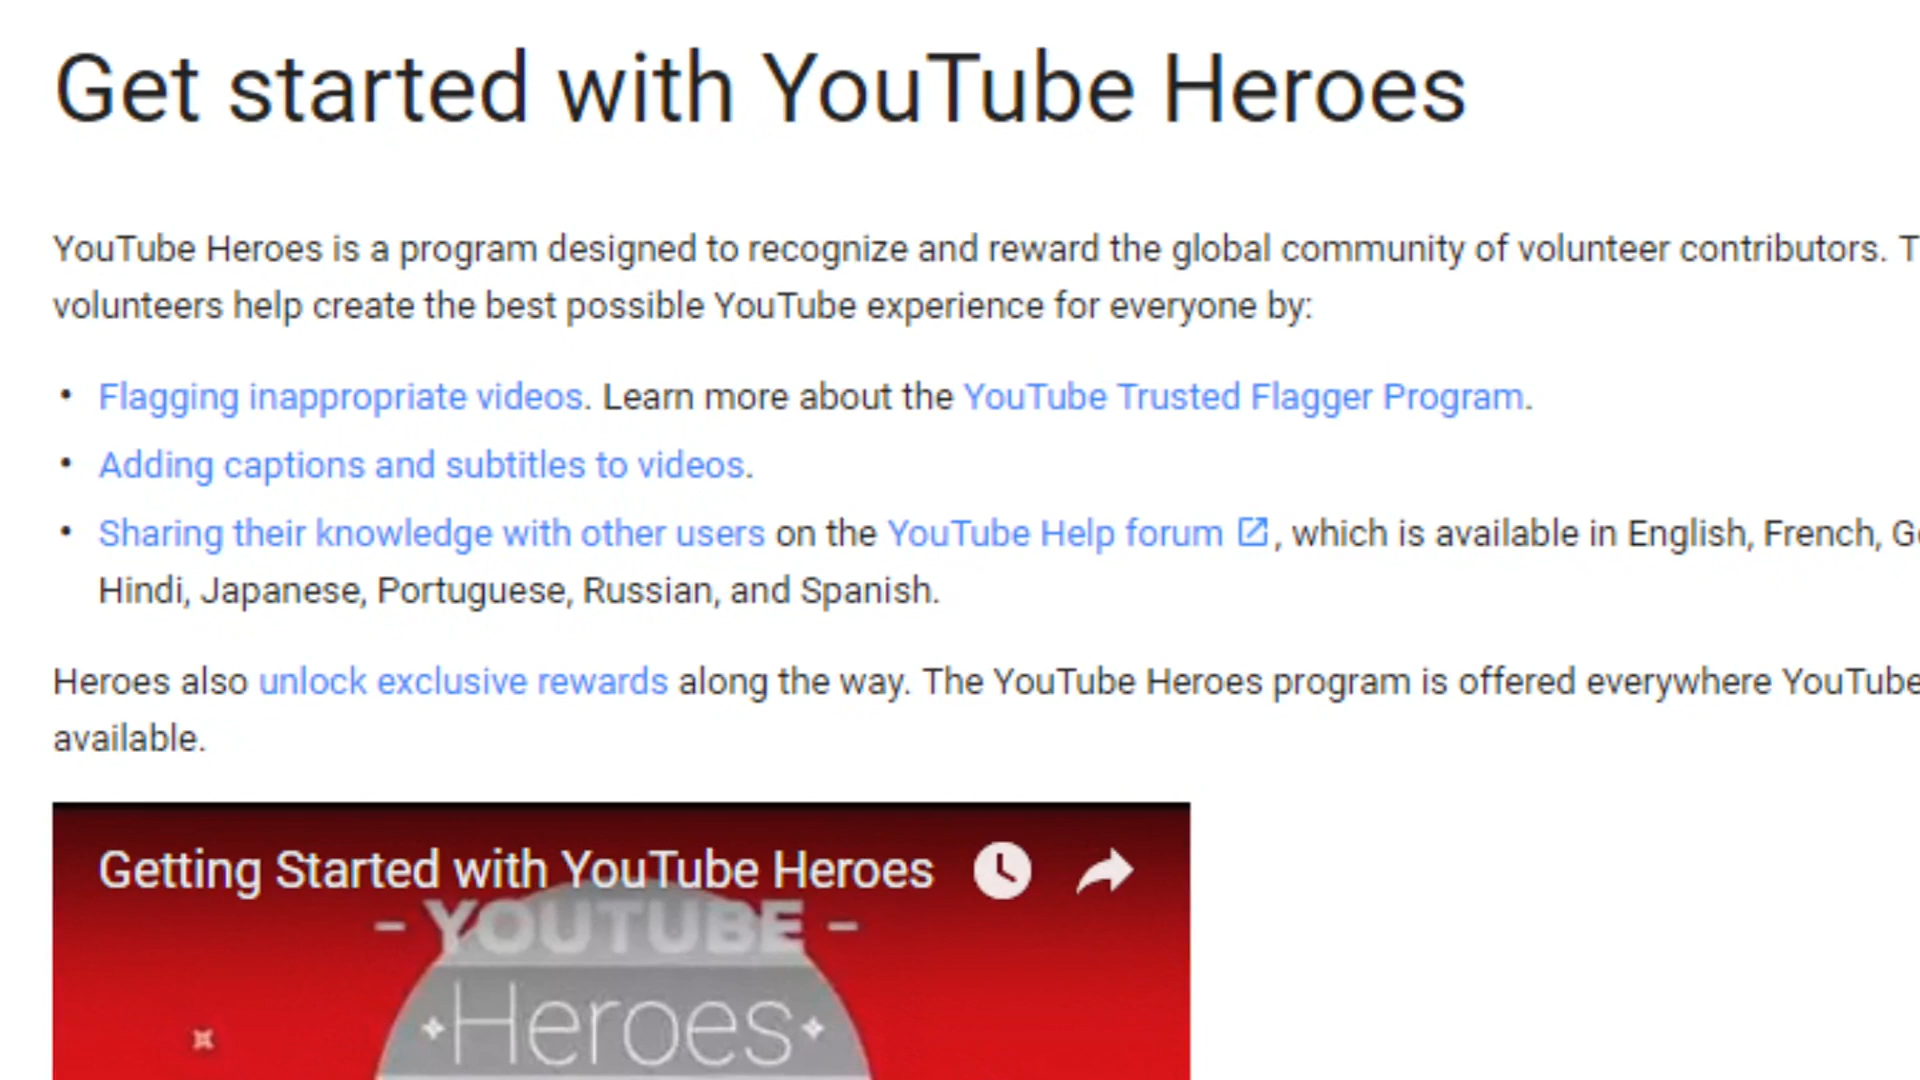 Get started with YouTube Heroes
YouTube Heroes is a program designed to recognize and reward the global community of volunteer contributors.
volunteers help create the best possible YouTube experience for everyone by:
• Flagging inappropriate videos. Learn more about the YouTube Trusted Flagger Program.
• Adding captions and subtitles to videos.
• Sharing their knowledge with other users on the YouTube Help forum, which is available in English, French,
Hindi, Japanese, Portuguese, Russian, and Spanish.
Heroes also unlock exclusive rewards along the way. The YouTube Heroes program is offered everywhere YouTube
available.
Getting Started with YouTube Heroes
- YOUTUBE -
Heroes